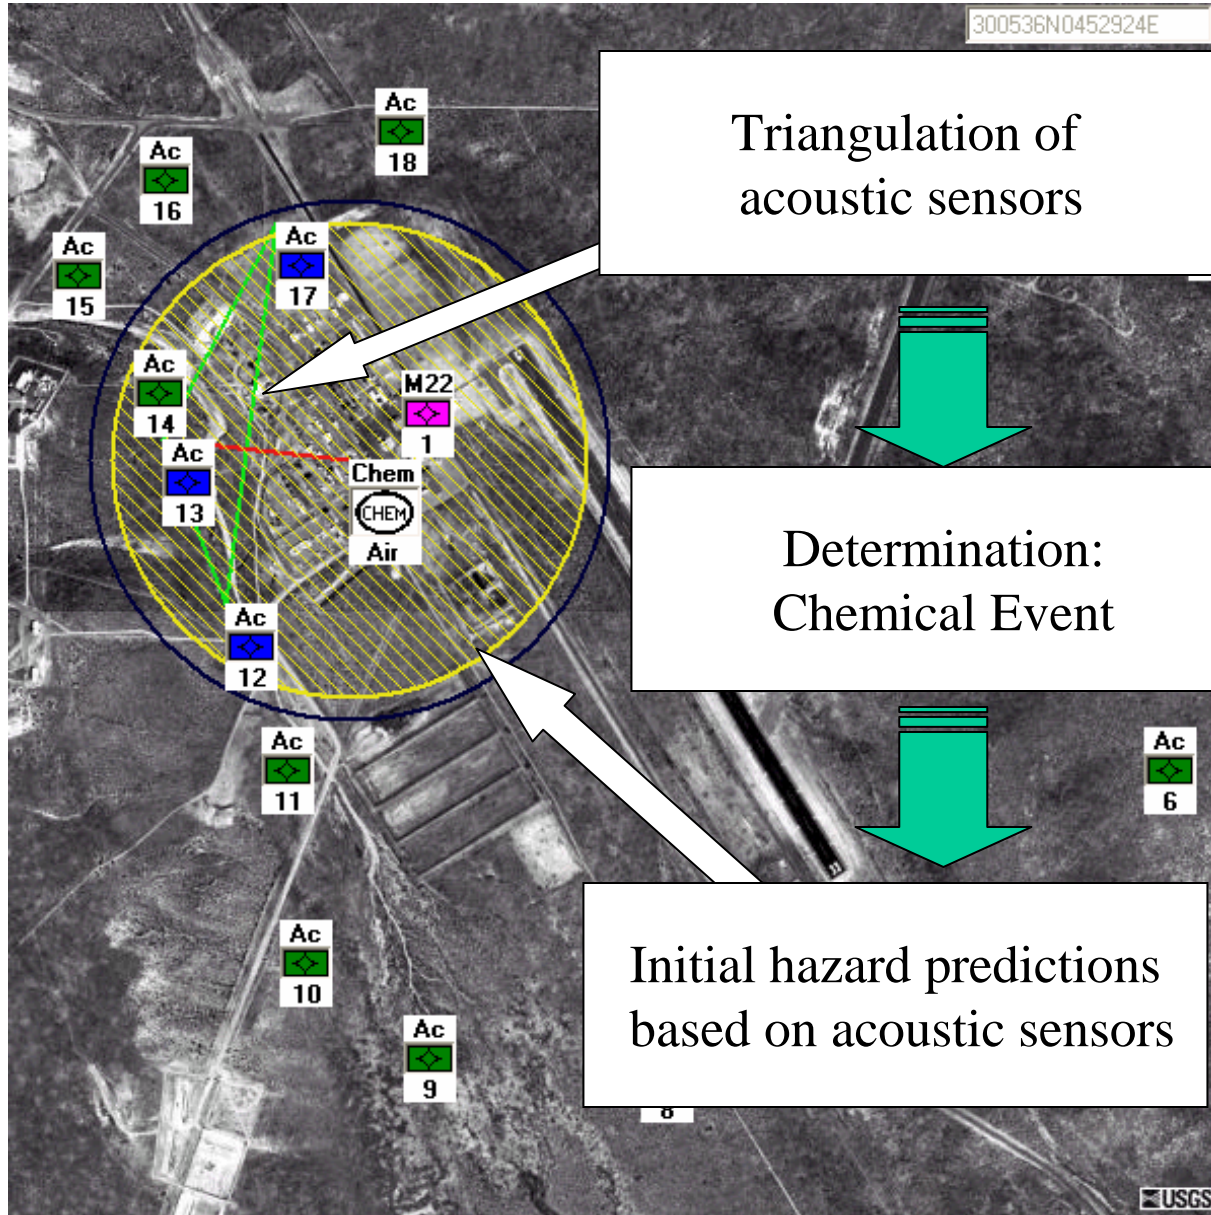 300536N0452924E
Triangulation of
acoustic sensors
Ac
18
Ac
16
Ac
17
Ac
15
Ac
14
M22
1
Ac
13
Chem
CHEM
Air
Determination:
Chemical Event
Ac
12
Ac
11
Ac
6
33
Initial hazard predictions
based on acoustic sensors
Ac
10
Ac
9
8
USGS